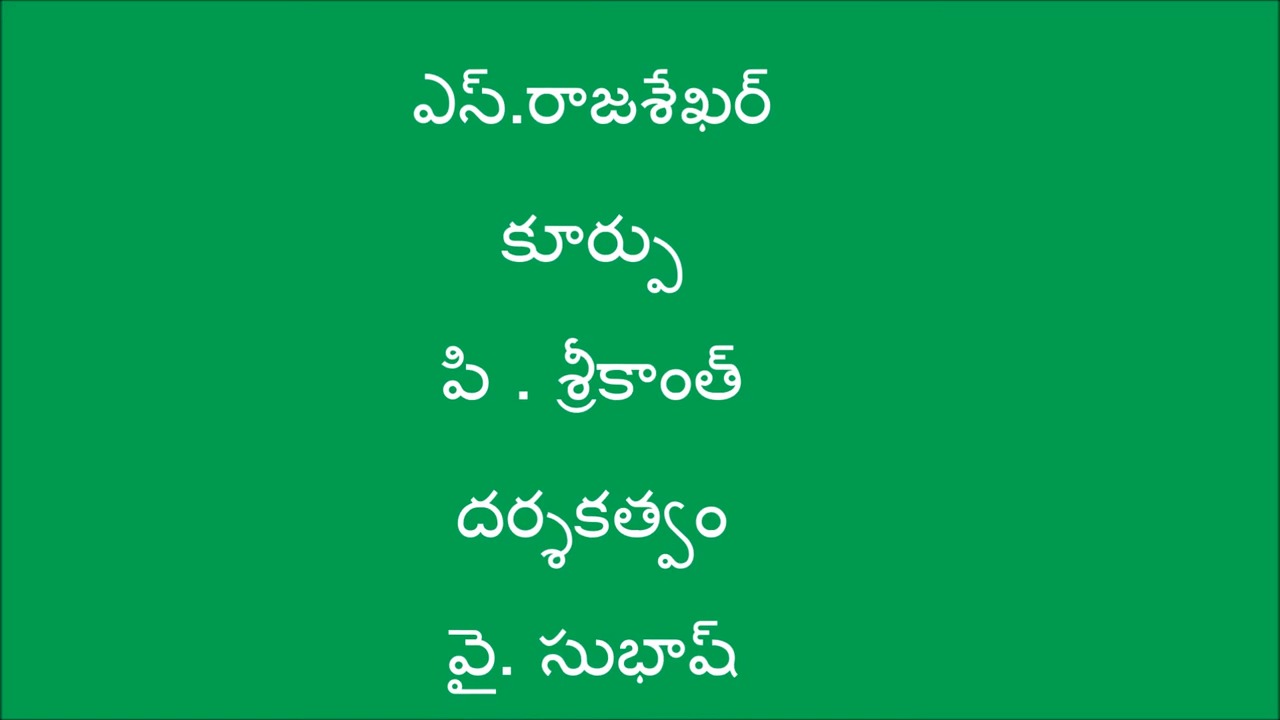 ఎస్.రాజశేఖర్
కూర్పు
పి . శ్రీకాంత్
దర్శకత్వం
వై. సుభాష్